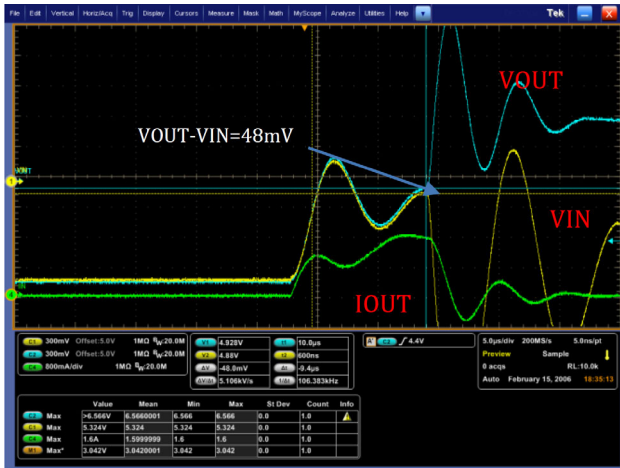 File Edit Vertical Horiz/Acq Trig Display Cursors Measure Mask Math MyScope Analyze Utilities Help Tek
VOUT
VOUT-VIN=48mV
VIN
IOUT
C1 300mV Offset:5.0V 1MΩ BW:20.0M
C2 300mV Offset:5.0V 1MΩ BW:20.0M
C4 800mA/div 1MΩ BW:20.0M
V1 4.928V
V2 4.88V
ΔV -48.0mV
ΔV/Δt 5.106kV/s
t1 10.0μs
t2 600ns
Δt -9.4μs
1/Δt 106.383kHz
A' C2 4.4V
5.0μs/div 200MS/s 5.0ns/pt
Preview Sample
0 acqs RL:10.0k
Auto February 15, 2006 18:35:13
Value Mean Min Max St Dev Count Info
C2 Max >6.566V 6.5660001 6.566 6.566 0.0 1.0
C1 Max 5.324V 5.324 5.324 5.324 0.0 1.0
C4 Max 1.6A 1.5999999 1.6 1.6 0.0 1.0
M1 Max* 3.042V 3.0420001 3.042 3.042 0.0 1.0